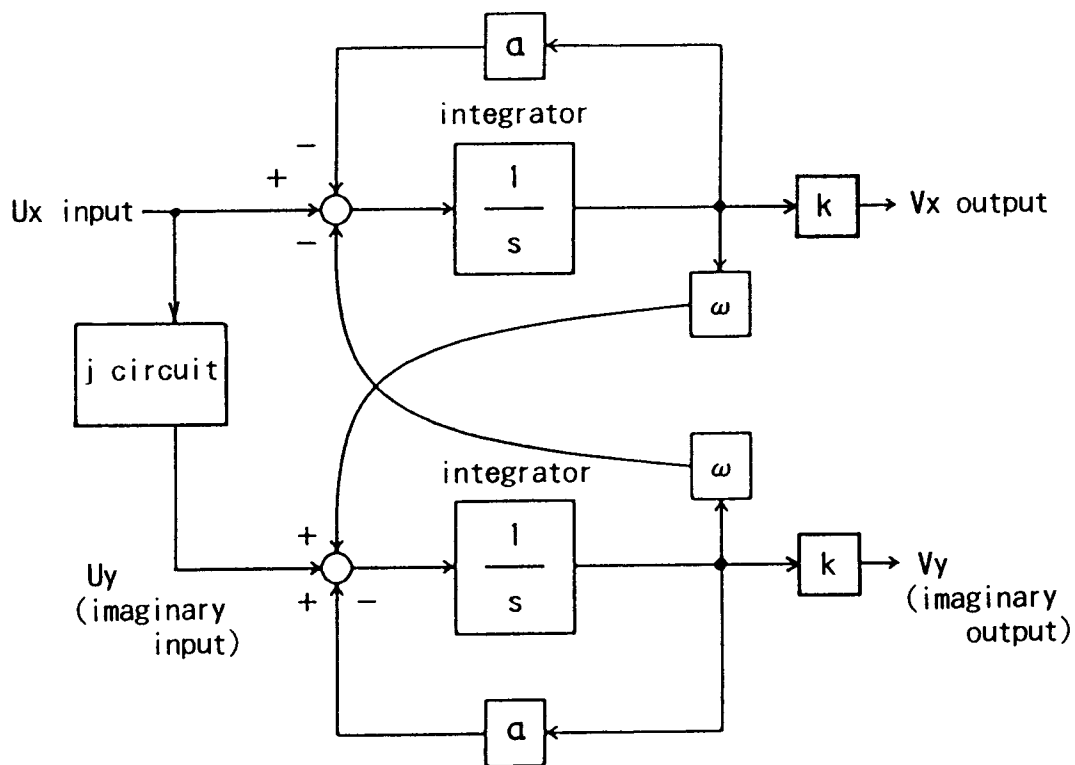 a
integrator
−
+
1
s
Ux input
k
Vx output
−
ω
j circuit
ω
integrator
+
1
s
k
Uy
(imaginary
input)
+ −
Vy
(imaginary
output)
a